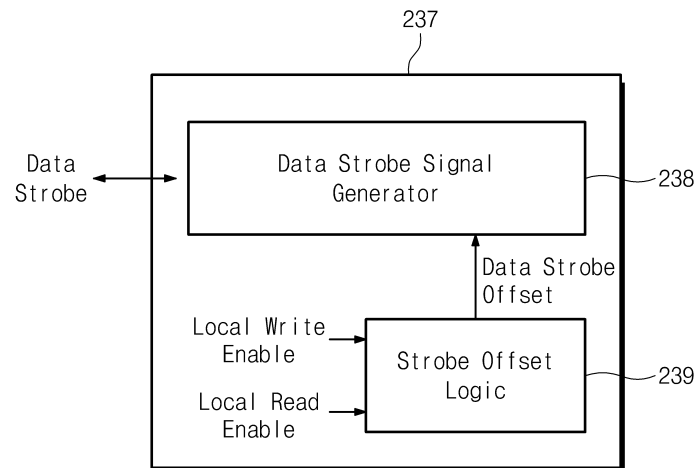 237
Data Strobe Signal
Generator
Data
Strobe
238
Data Strobe
Offset
Local Write
Enable
Strobe Offset
Logic
239
Local Read
Enable